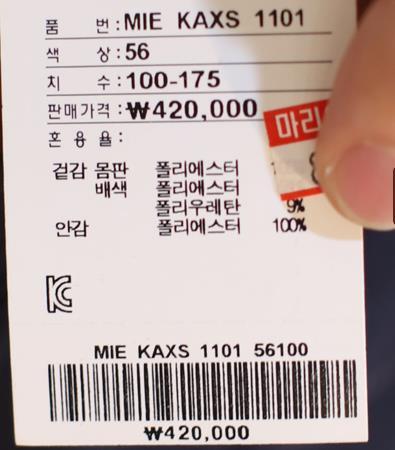 품 번:MIE KAXS 1101
색 상:56
치 수:100-175
판매가격:₩420,000
혼 용 율:
마리
겉감 몸판 폴리에스터
배색 폴리에스터
폴리우레탄 9%
안감 폴리에스터 100%
MIE KAXS 1101 56100
₩420,000